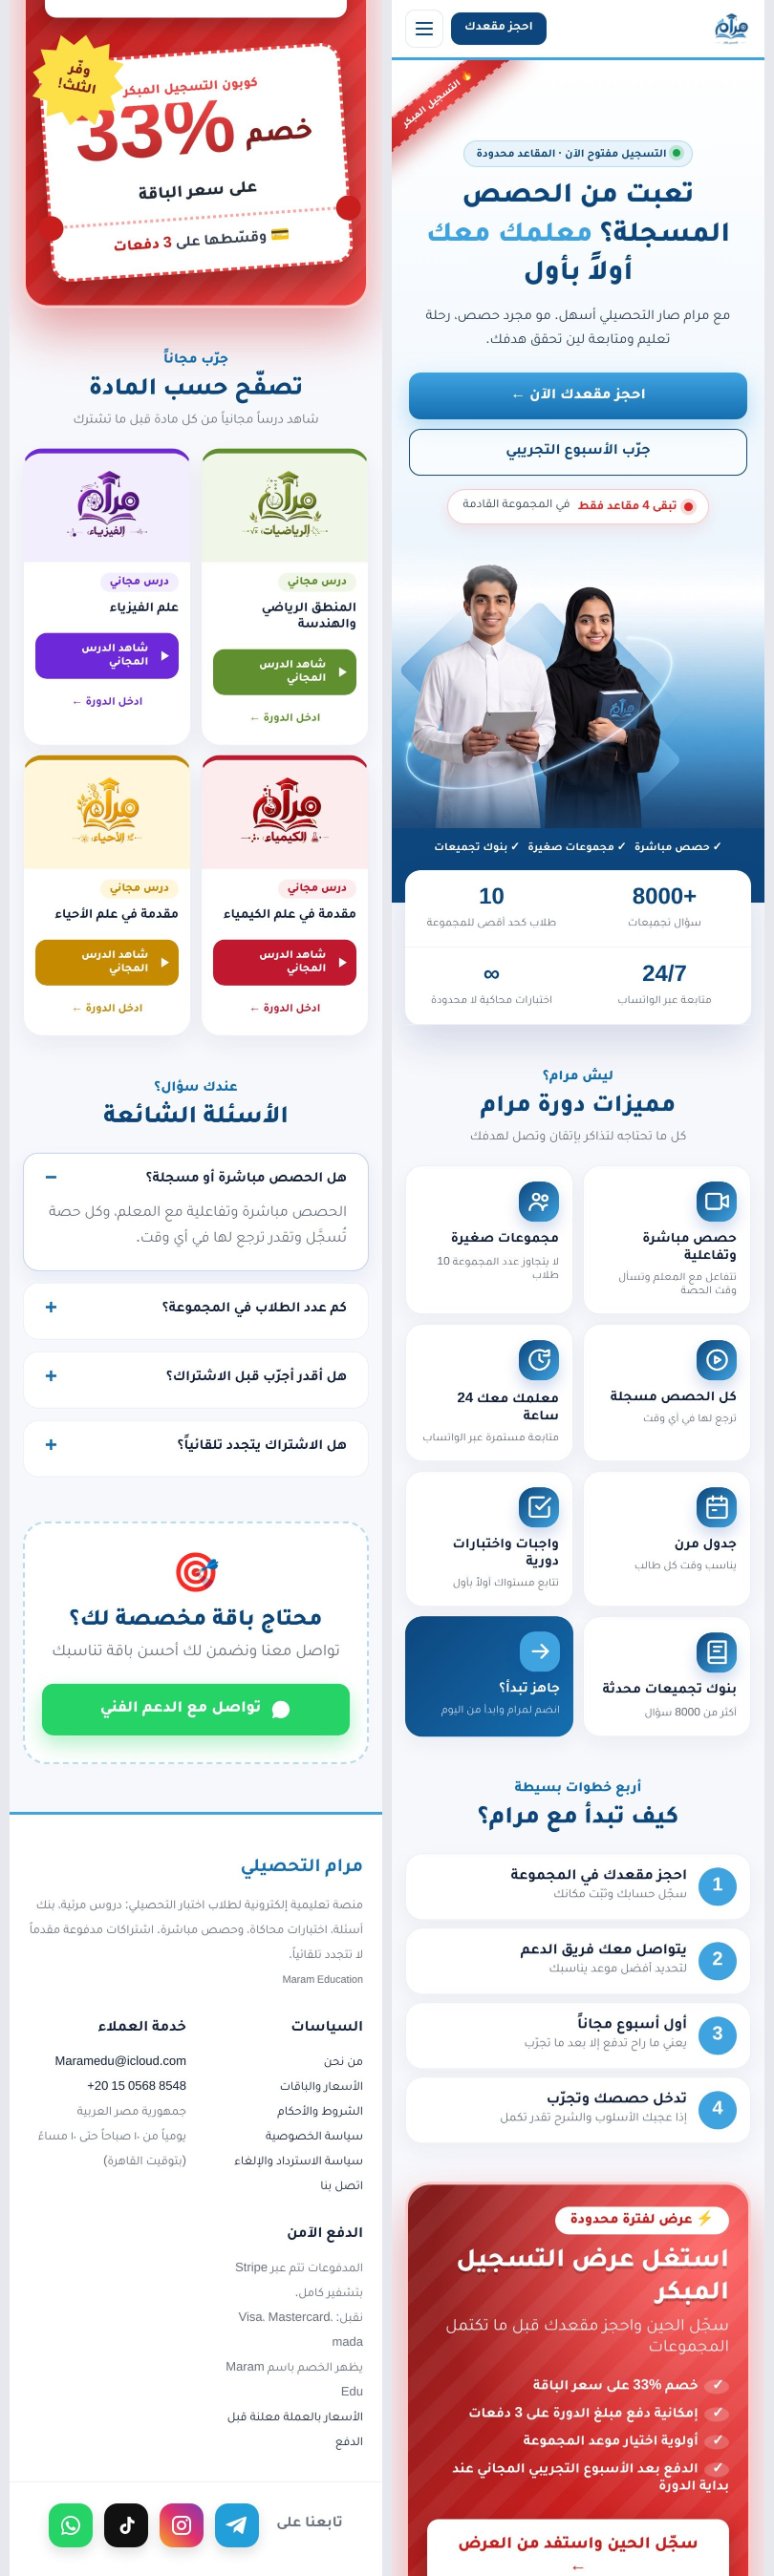 احجز مقعدك
مرام
التسجيل المبكر 🔥
التسجيل مفتوح الآن · المقاعد محدودة
تعبت من الحصص
المسجلة؟ معلمك معك
أولاً بأول
مع مرام صار التحصيلي أسهل. مو مجرد حصص، رحلة
تعليم ومتابعة لين تحقق هدفك.
احجز مقعدك الآن ←
جرّب الأسبوع التجريبي
تبقى 4 مقاعد فقط في المجموعة القادمة
✓ حصص مباشرة ✓ مجموعات صغيرة ✓ بنوك تجميعات
8000+
سؤال تجميعات
10
طلاب كحد أقصى للمجموعة
24/7
متابعة عبر الواتساب
∞
اختبارات محاكية لا محدودة
ليش مرام؟
مميزات دورة مرام
كل ما تحتاجه لتذاكر بإتقان وتصل لهدفك
حصص مباشرة
وتفاعلية
تتفاعل مع المعلم وتسأل
وقت الحصة
مجموعات صغيرة
لا يتجاوز عدد المجموعة 10
طلاب
كل الحصص مسجلة
ترجع لها في أي وقت
معلمك معك 24
ساعة
متابعة مستمرة عبر الواتساب
جدول مرن
يناسب وقت كل طالب
واجبات واختبارات
دورية
تتابع مستواك أولاً بأول
بنوك تجميعات محدثة
أكثر من 8000 سؤال
جاهز تبدأ؟
انضم لمرام وابدأ من اليوم
أربع خطوات بسيطة
كيف تبدأ مع مرام؟
1
احجز مقعدك في المجموعة
سجّل حسابك وثبّت مكانك
2
يتواصل معك فريق الدعم
لتحديد أفضل موعد يناسبك
3
أول أسبوع مجاناً
يعني ما راح تدفع إلا بعد ما تجرّب
4
تدخل حصصك وتجرّب
إذا عجبك الأسلوب والشرح تقدر تكمل
⚡ عرض لفترة محدودة
استغل عرض التسجيل
المبكر
سجّل الحين واحجز مقعدك قبل ما تكتمل
المجموعات
✓ خصم 33% على سعر الباقة
✓ إمكانية دفع مبلغ الدورة على 3 دفعات
✓ أولوية اختيار موعد المجموعة
✓ الدفع بعد الأسبوع التجريبي المجاني عند
بداية الدورة
سجّل الحين واستفد من العرض
←
وفّر
الثلث!
كوبون التسجيل المبكر
خصم 33%
على سعر الباقة
💳 وقسّطها على 3 دفعات
جرّب مجاناً
تصفّح حسب المادة
شاهد درساً مجانياً من كل مادة قبل ما تشترك
مرام
الرياضيات
درس مجاني
المنطق الرياضي
والهندسة
شاهد الدرس
المجاني
ادخل الدورة ←
مرام
الفيزياء
درس مجاني
علم الفيزياء
شاهد الدرس
المجاني
ادخل الدورة ←
مرام
الكيمياء
درس مجاني
مقدمة في علم الكيمياء
شاهد الدرس
المجاني
ادخل الدورة ←
مرام
الأحياء
درس مجاني
مقدمة في علم الأحياء
شاهد الدرس
المجاني
ادخل الدورة ←
عندك سؤال؟
الأسئلة الشائعة
هل الحصص مباشرة أو مسجلة؟ −
الحصص مباشرة وتفاعلية مع المعلم، وكل حصة
تُسجَّل وتقدر ترجع لها في أي وقت.
كم عدد الطلاب في المجموعة؟ +
هل أقدر أجرّب قبل الاشتراك؟ +
هل الاشتراك يتجدد تلقائياً؟ +
محتاج باقة مخصصة لك؟
تواصل معنا ونضمن لك أحسن باقة تناسبك
تواصل مع الدعم الفني
مرام التحصيلي
منصة تعليمية إلكترونية لطلاب اختبار التحصيلي: دروس مرئية، بنك
أسئلة، اختبارات محاكاة، وحصص مباشرة. اشتراكات مدفوعة مقدماً
لا تتجدد تلقائياً.
Maram Education
السياسات
من نحن
الأسعار والباقات
الشروط والأحكام
سياسة الخصوصية
سياسة الاسترداد والإلغاء
اتصل بنا
خدمة العملاء
Maramedu@icloud.com
+20 15 0568 8548
جمهورية مصر العربية
يومياً من ١٠ صباحاً حتى ١٠ مساءً
(بتوقيت القاهرة)
الدفع الآمن
المدفوعات تتم عبر Stripe
بتشفير كامل.
نقبل: Visa، Mastercard،
mada
يظهر الخصم باسم Maram
Edu
الأسعار بالعملة معلنة قبل
الدفع
تابعنا على